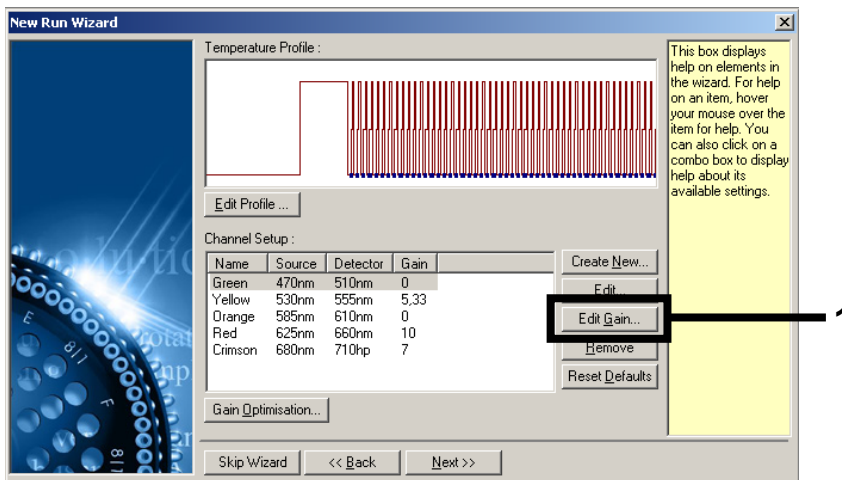 New Run Wizard
Temperature Profile :
Edit Profile ...
Channel Setup :
Name Source Detector Gain
Green 470nm 510nm 0
Yellow 530nm 555nm 5,33
Orange 585nm 610nm 0
Red 625nm 660nm 10
Crimson 680nm 710hp 7
Create New...
Edit...
Edit Gain...
Remove
Reset Defaults
Gain Optimisation...
Skip Wizard << Back Next >>
This box displays
help on elements in
the wizard. For help
on an item, hover
your mouse over the
item for help. You
can also click on a
combo box to display
help about its
available settings.
1